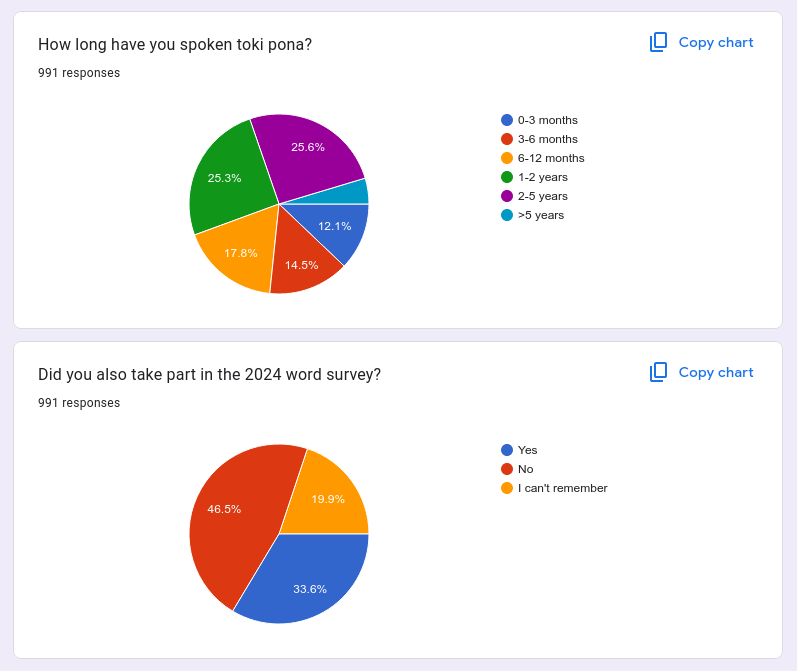 How long have you spoken toki pona?
Copy chart
991 responses
0-3 months
3-6 months
6-12 months
1-2 years
2-5 years
>5 years
25.6%
25.3%
12.1%
17.8%
14.5%
Did you also take part in the 2024 word survey?
Copy chart
991 responses
Yes
No
I can't remember
19.9%
46.5%
33.6%